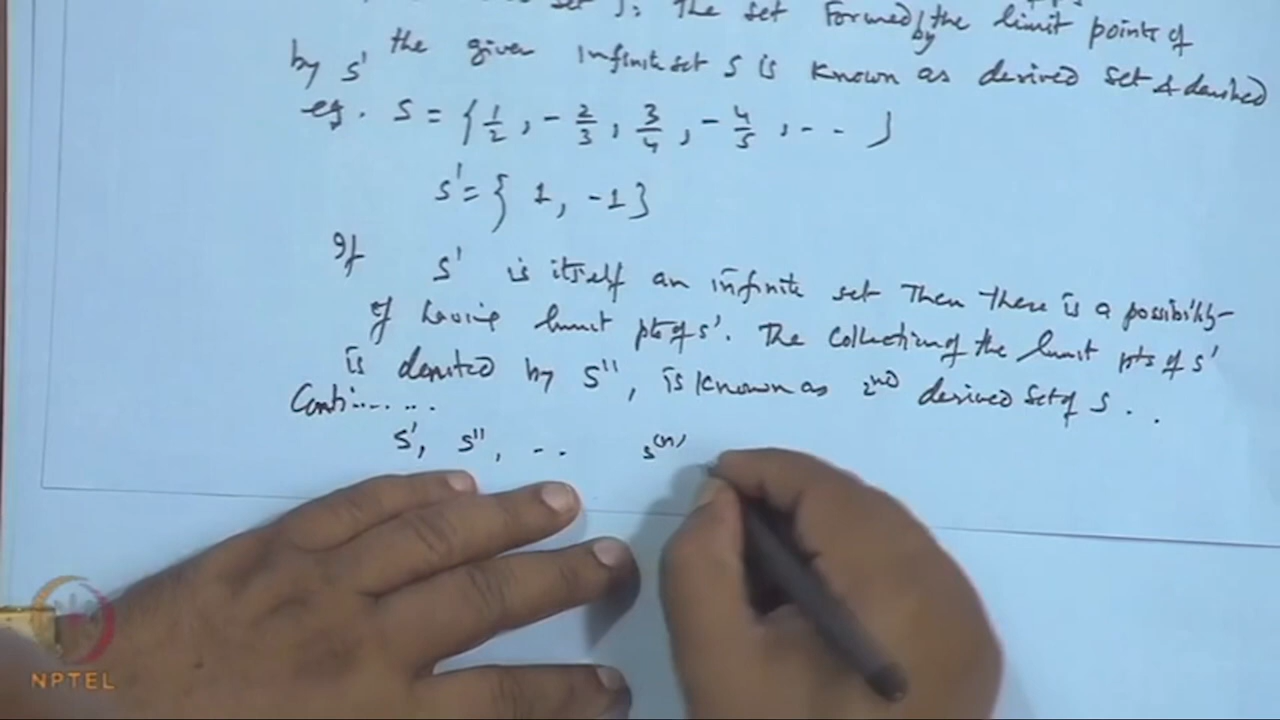 set S: The set formed by the limit points of
the given infinite set S is known as derived set & denoted
by S'
eg. S = {1/2, -2/3, 3/4, -4/5, ... }
S' = { 1, -1}
If S' is itself an infinite set then there is a possibility
of having limit pts of S'. The collection of the limit pts of S'
is denoted by S'', is known as 2nd derived set of S ..
Conti......
S', S'', .. S(n)
NPTEL